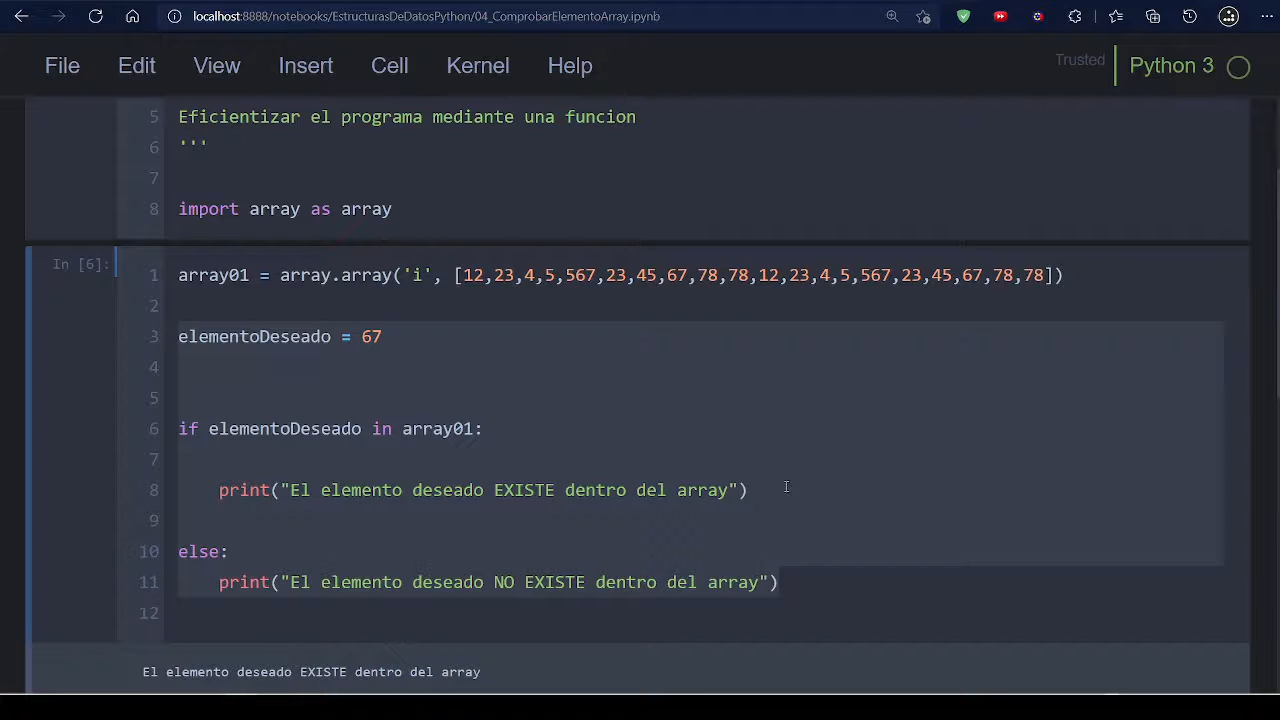 localhost:8888/notebooks/EstructurasDeDatosPython/04_ComprobarElementoArray.ipynb
File Edit View Insert Cell Kernel Help Trusted Python 3
5 Eficientizar el programa mediante una funcion
6 '''
7
8 import array as array
In [6]:
1 array01 = array.array('i', [12,23,4,5,567,23,45,67,78,78,12,23,4,5,567,23,45,67,78,78])
2
3 elementoDeseado = 67
4
5
6 if elementoDeseado in array01:
7
8     print("El elemento deseado EXISTE dentro del array")
9
10 else:
11     print("El elemento deseado NO EXISTE dentro del array")
12
El elemento deseado EXISTE dentro del array